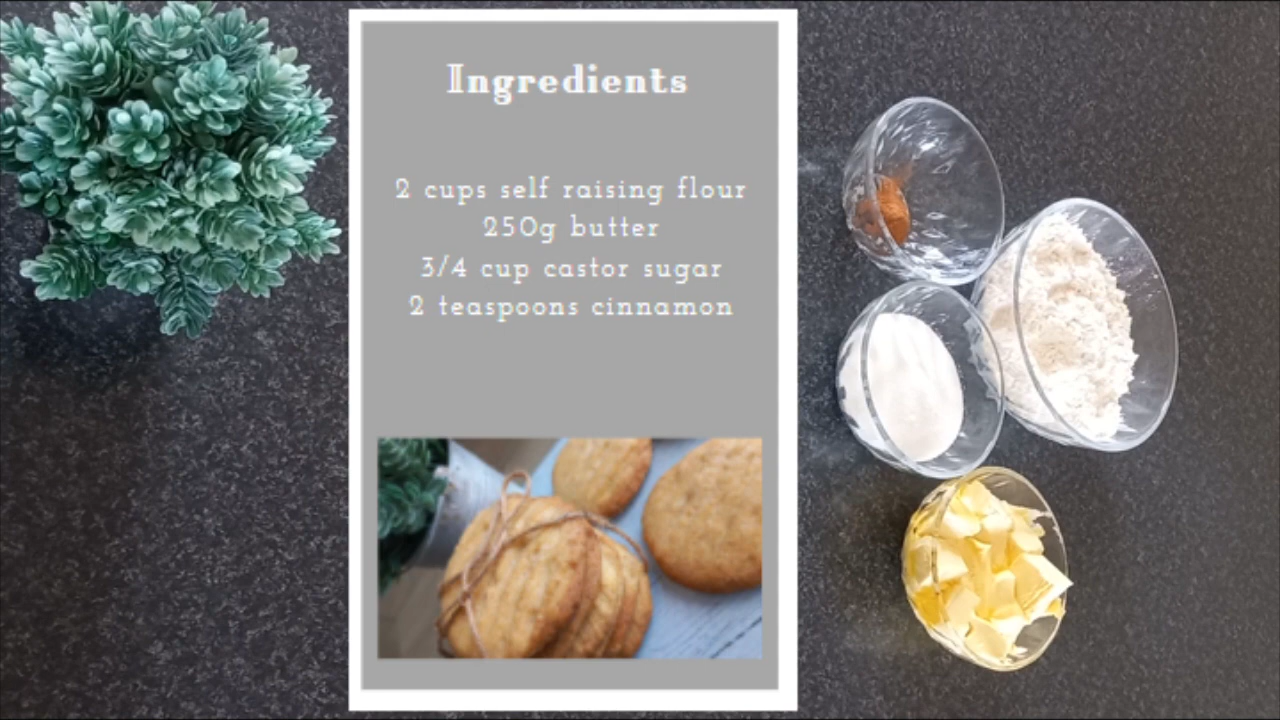 Ingredients
2 cups self raising flour
250g butter
3/4 cup castor sugar
2 teaspoons cinnamon